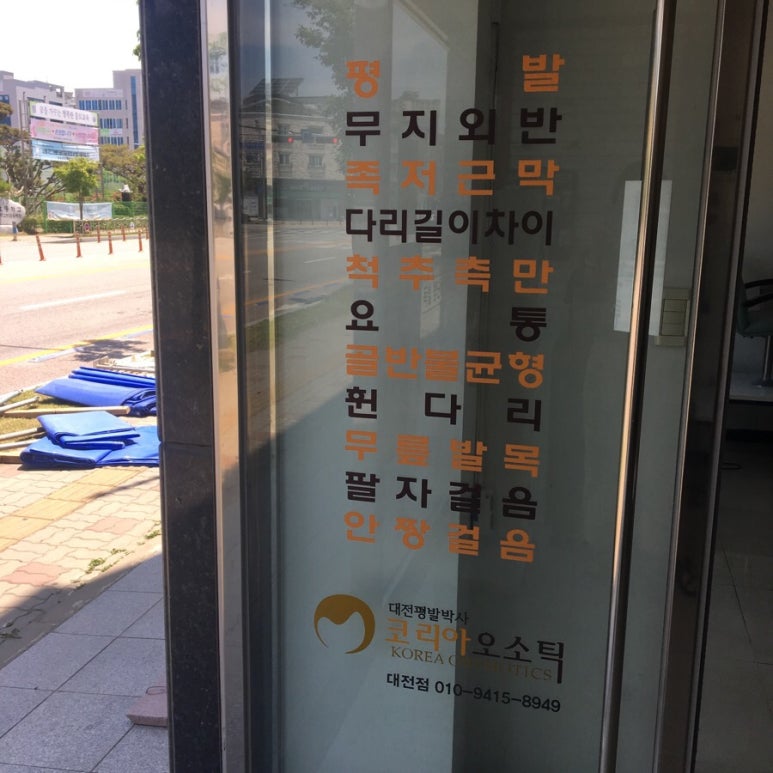 평 발
무지외반
족저근막
다리길이차이
척추측만
요 통
골반불균형
휜 다 리
무릎발목
팔자걸음
안짱걸음
대전평발박사
코리아오소틱
KOREA
대전점 010-9415-8949